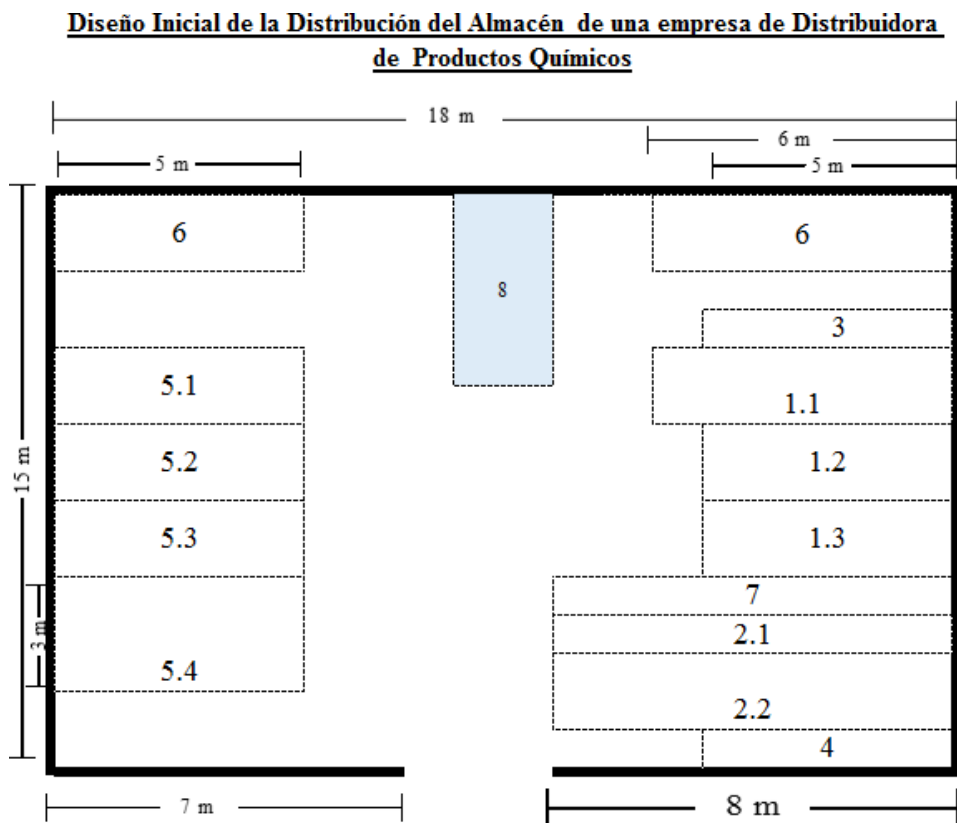 Diseño Inicial de la Distribución del Almacén de una empresa de Distribuidora
de Productos Químicos
18 m
6 m
5 m
5 m
6
6
8
3
5.1
1.1
5.2
1.2
15 m
5.3
1.3
7
3 m
2.1
5.4
2.2
4
7 m
8 m